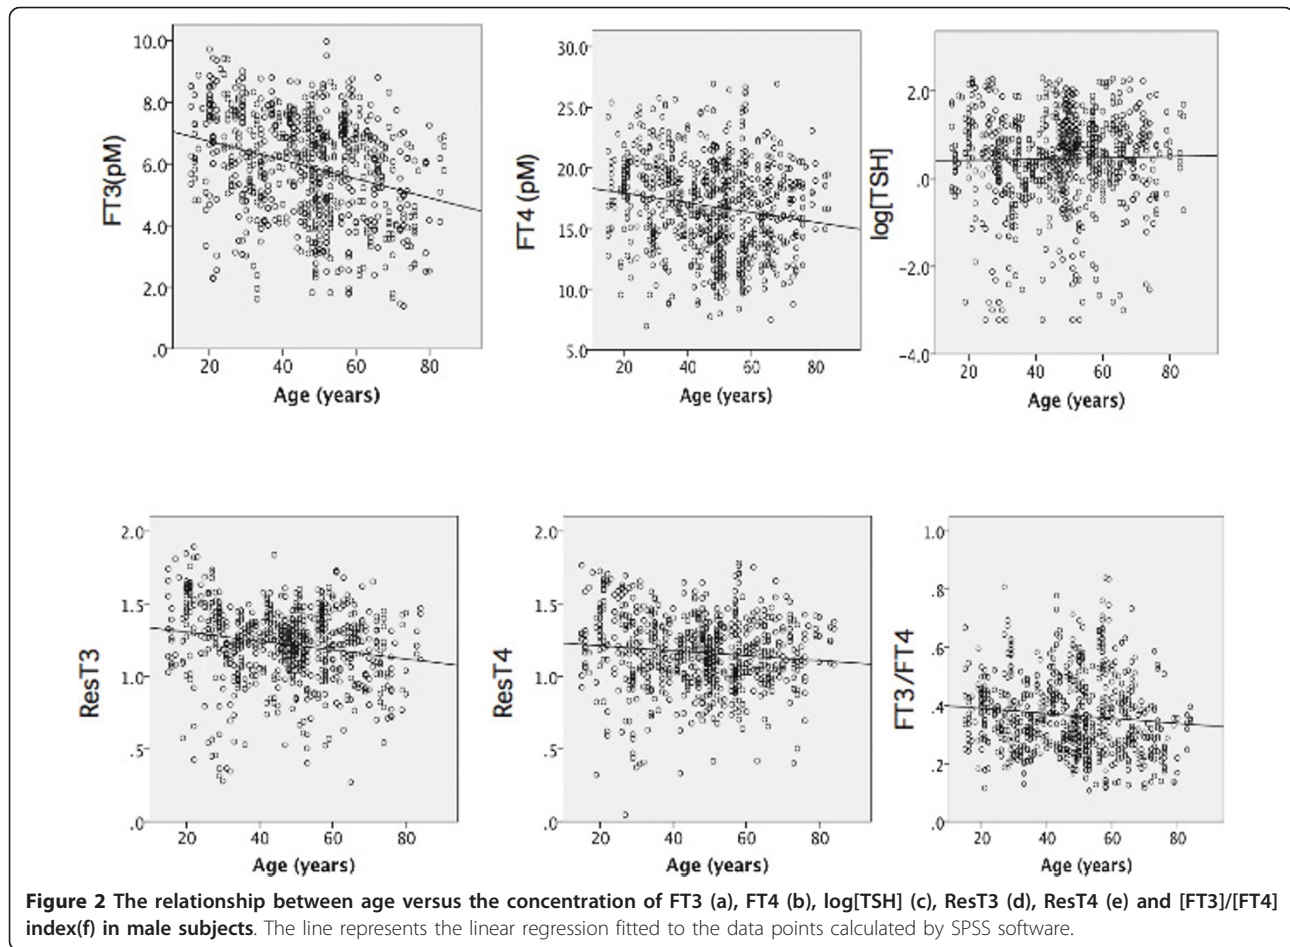 10.0
8.0
6.0
4.0
2.0
.0
FT3(pM)
20 40 60 80
Age (years)
30.0
25.0
20.0
15.0
10.0
5.0
FT4 (pM)
20 40 60 80
Age (years)
2.0
.0
−2.0
−4.0
log[TSH]
20 40 60 80
Age (years)
2.0
1.5
1.0
.5
.0
ResT3
20 40 60 80
Age (years)
2.0
1.5
1.0
.5
.0
ResT4
20 40 60 80
Age (years)
1.0
.8
.6
.4
.2
.0
FT3/FT4
20 40 60 80
Age (years)
Figure 2 The relationship between age versus the concentration of FT3 (a), FT4 (b), log[TSH] (c), ResT3 (d), ResT4 (e) and [FT3]/[FT4]
index(f) in male subjects. The line represents the linear regression fitted to the data points calculated by SPSS software.